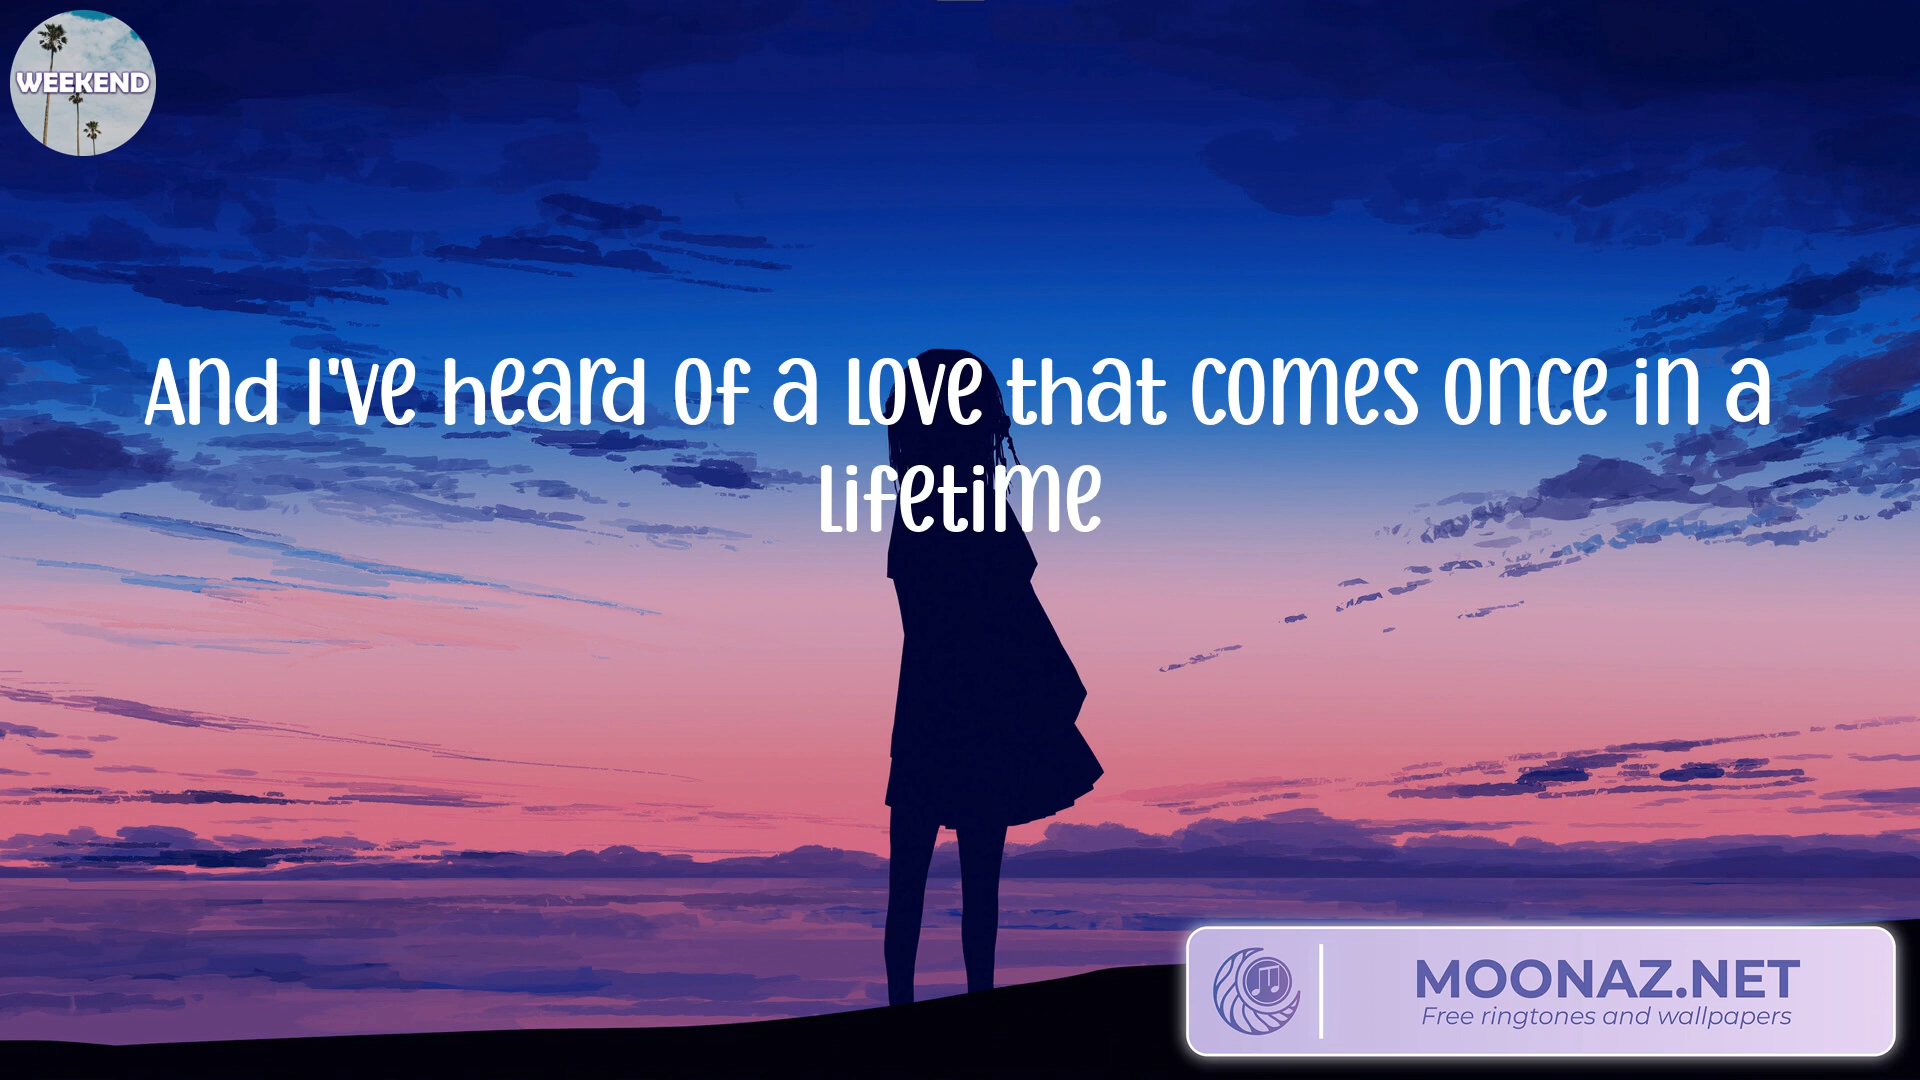 WEEKEND
And I've heard of a love that comes once in a
lifetime
MOONAZ.NET
Free ringtones and wallpapers